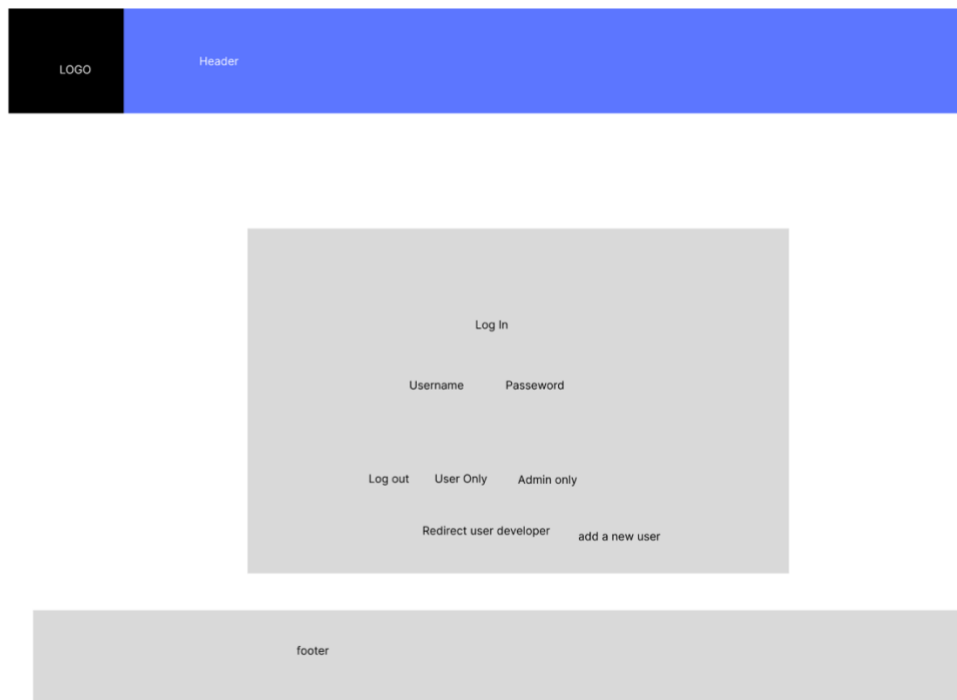 LOGO
Header
Log In
Username Passeword
Log out User Only Admin only
Redirect user developer add a new user
footer